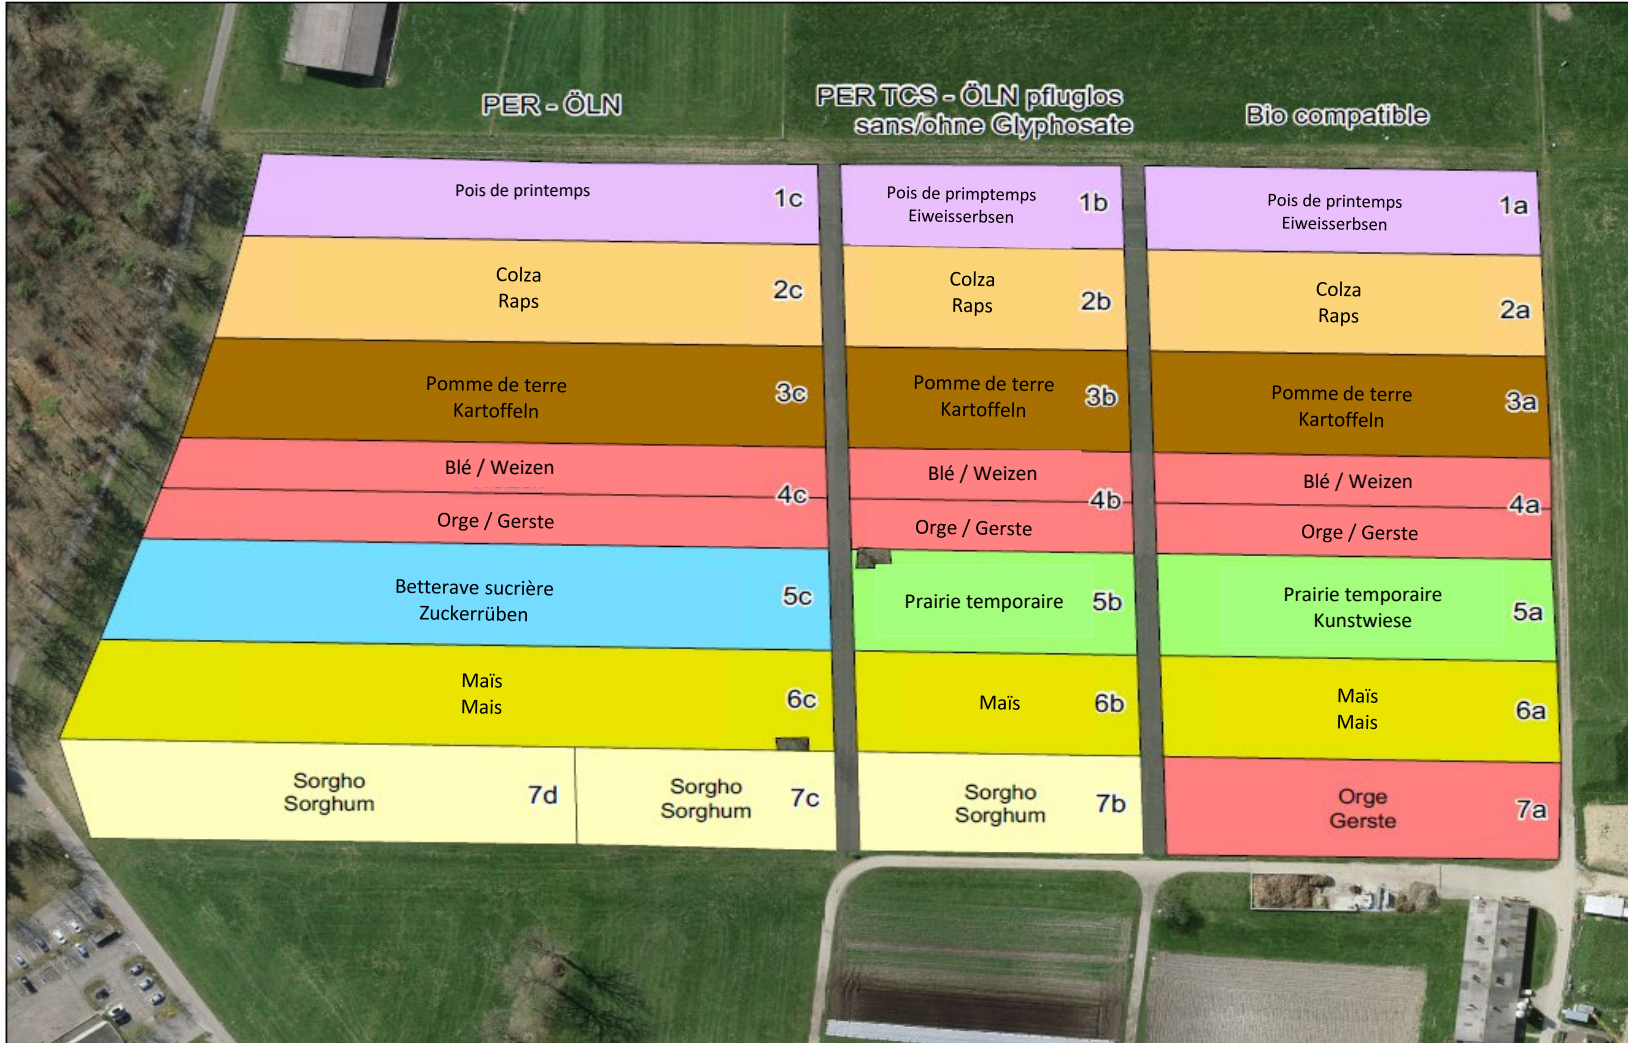 PER - ÖLN
PER TCS - ÖLN pfluglos
sans/ohne Glyphosate
Bio compatible
Pois de printemps
1c
Pois de primptemps
Eiweisserbsen
1b
Pois de printemps
Eiweisserbsen
1a
Colza
Raps
2c
Colza
Raps
2b
Colza
Raps
2a
Pomme de terre
Kartoffeln
3c
Pomme de terre
Kartoffeln
3b
Pomme de terre
Kartoffeln
3a
Blé / Weizen
4c
Orge / Gerste
Blé / Weizen
4b
Orge / Gerste
Blé / Weizen
4a
Orge / Gerste
Betterave sucrière
Zuckerrüben
5c
Prairie temporaire
5b
Prairie temporaire
Kunstwiese
5a
Maïs
Mais
6c
Maïs
6b
Maïs
Mais
6a
Sorgho
Sorghum
7d
Sorgho
Sorghum
7c
Sorgho
Sorghum
7b
Orge
Gerste
7a